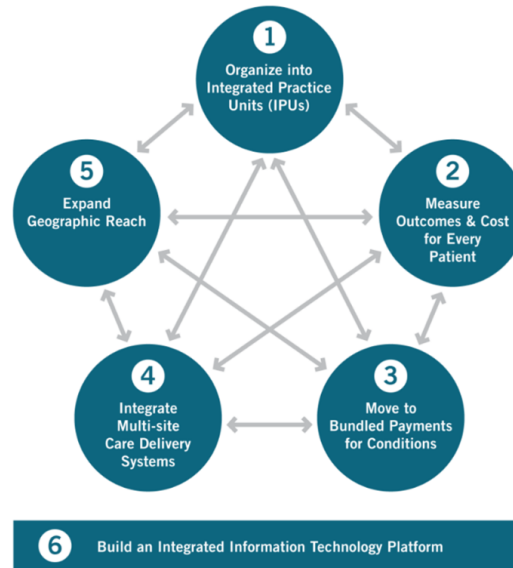 1
Organize into
Integrated Practice
Units (IPUs)
2
Measure
Outcomes & Cost
for Every
Patient
3
Move to
Bundled Payments
for Conditions
4
Integrate
Multi-site
Care Delivery
Systems
5
Expand
Geographic Reach
6 Build an Integrated Information Technology Platform